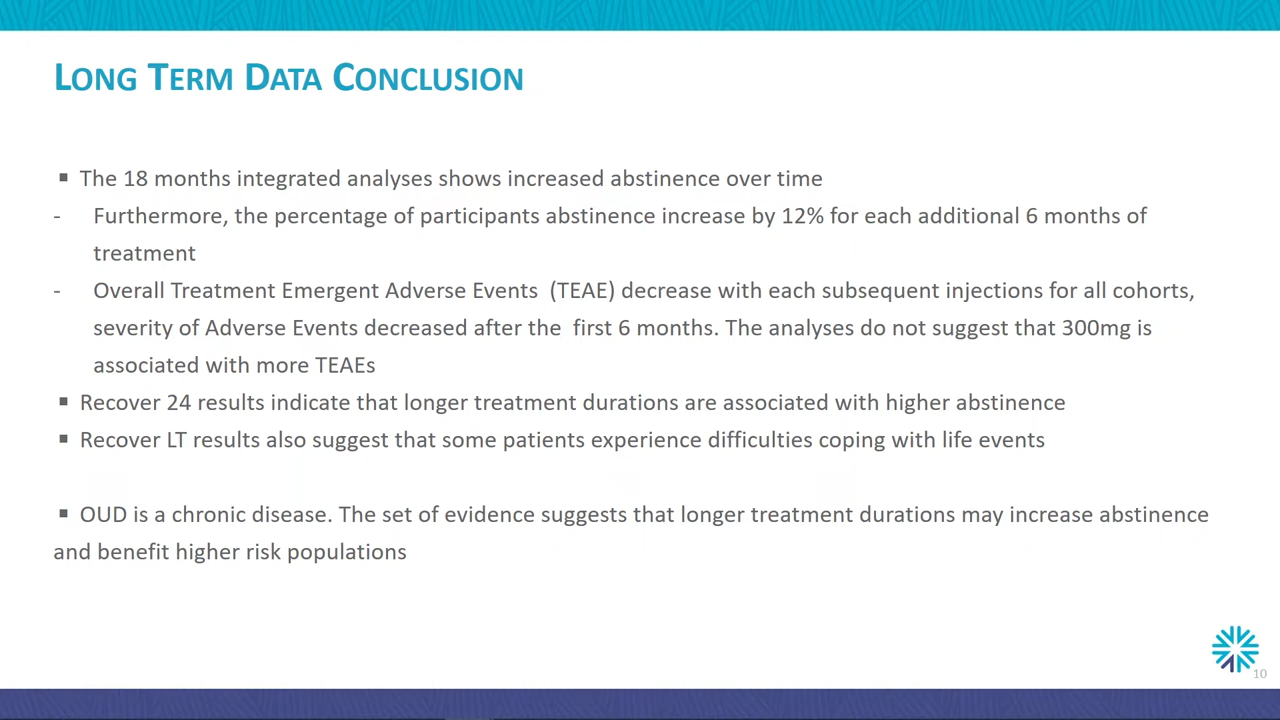 LONG TERM DATA CONCLUSION
▪ The 18 months integrated analyses shows increased abstinence over time
- Furthermore, the percentage of participants abstinence increase by 12% for each additional 6 months of
treatment
- Overall Treatment Emergent Adverse Events (TEAE) decrease with each subsequent injections for all cohorts,
severity of Adverse Events decreased after the first 6 months. The analyses do not suggest that 300mg is
associated with more TEAEs
▪ Recover 24 results indicate that longer treatment durations are associated with higher abstinence
▪ Recover LT results also suggest that some patients experience difficulties coping with life events
▪ OUD is a chronic disease. The set of evidence suggests that longer treatment durations may increase abstinence
and benefit higher risk populations
10